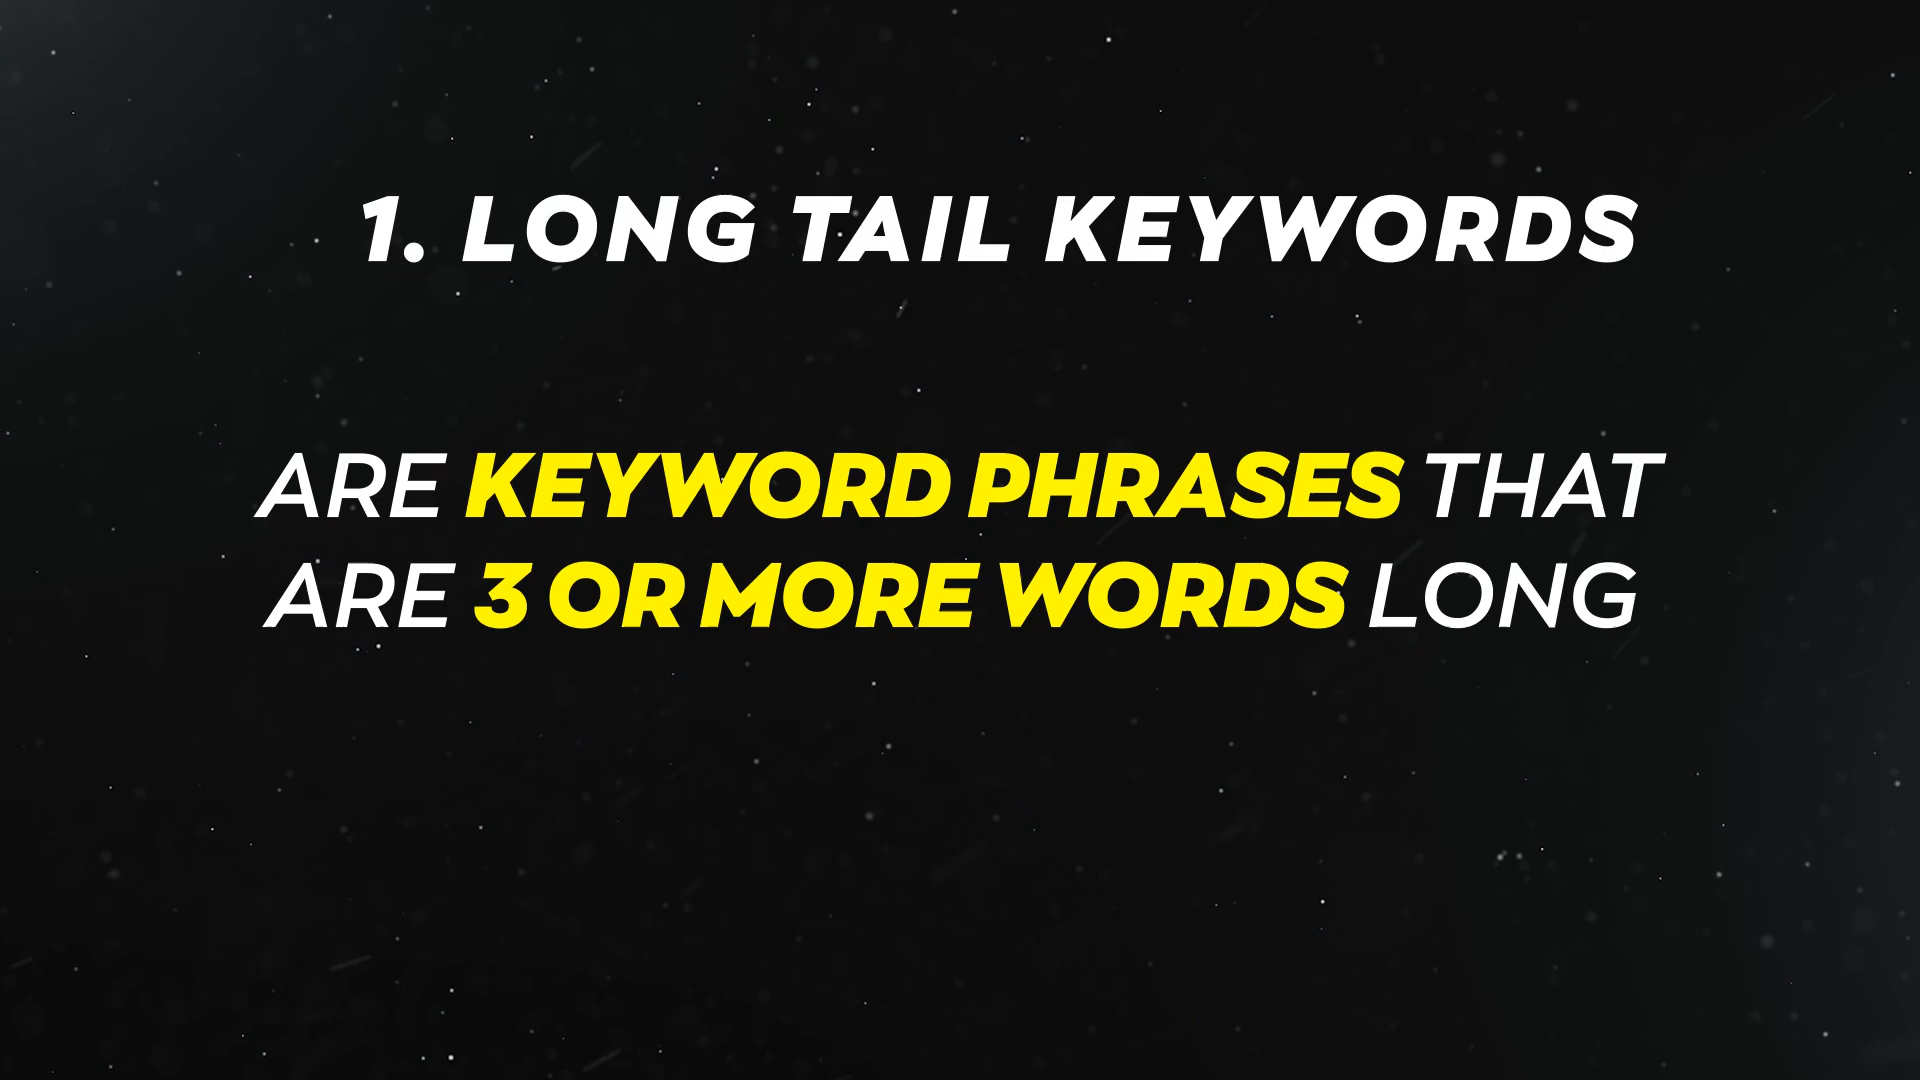 1. LONG TAIL KEYWORDS
ARE KEYWORD PHRASES THAT
ARE 3 OR MORE WORDS LONG